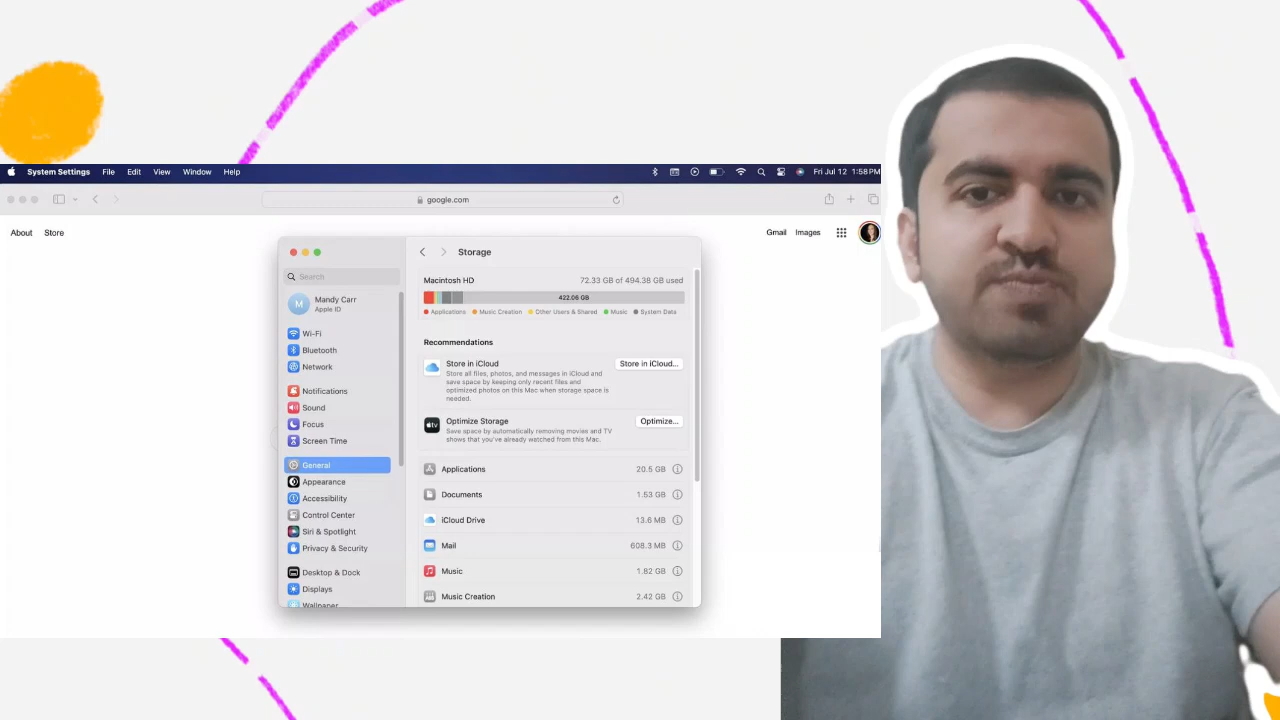 System Settings File Edit View Window Help Fri Jul 12 1:58 PM
google.com
About Store Gmail Images
Storage
Search
M Mandy Carr
Apple ID
Wi-Fi
Bluetooth
Network
Notifications
Sound
Focus
Screen Time
General
Appearance
Accessibility
Control Center
Siri & Spotlight
Privacy & Security
Desktop & Dock
Displays
Wallpaper
Macintosh HD 72.33 GB of 494.38 GB used
422.06 GB
Applications Music Creation Other Users & Shared Music System Data
Recommendations
Store in iCloud Store in iCloud...
Store all files, photos, and messages in iCloud and
save space by keeping only recent files and
optimized photos on this Mac when storage space is
needed.
tv Optimize Storage Optimize...
Save space by automatically removing movies and TV
shows that you've already watched from this Mac.
Applications 20.5 GB
Documents 1.53 GB
iCloud Drive 13.6 MB
Mail 608.3 MB
Music 1.82 GB
Music Creation 2.42 GB